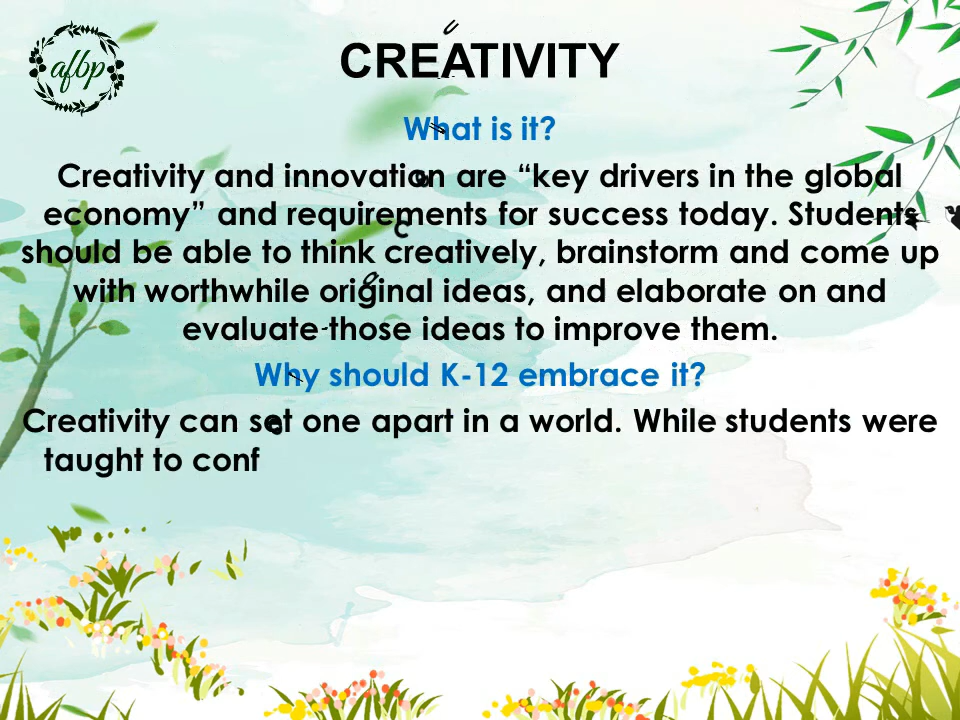 afbp
CREATIVITY
What is it?
Creativity and innovation are “key drivers in the global
economy” and requirements for success today. Students
should be able to think creatively, brainstorm and come up
with worthwhile original ideas, and elaborate on and
evaluate those ideas to improve them.
Why should K-12 embrace it?
Creativity can set one apart in a world. While students were
taught to conf